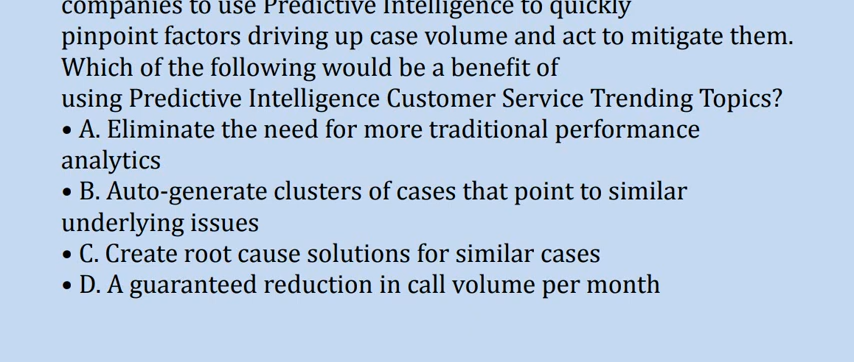 companies to use Predictive Intelligence to quickly
pinpoint factors driving up case volume and act to mitigate them.
Which of the following would be a benefit of
using Predictive Intelligence Customer Service Trending Topics?
• A. Eliminate the need for more traditional performance
analytics
• B. Auto-generate clusters of cases that point to similar
underlying issues
• C. Create root cause solutions for similar cases
• D. A guaranteed reduction in call volume per month